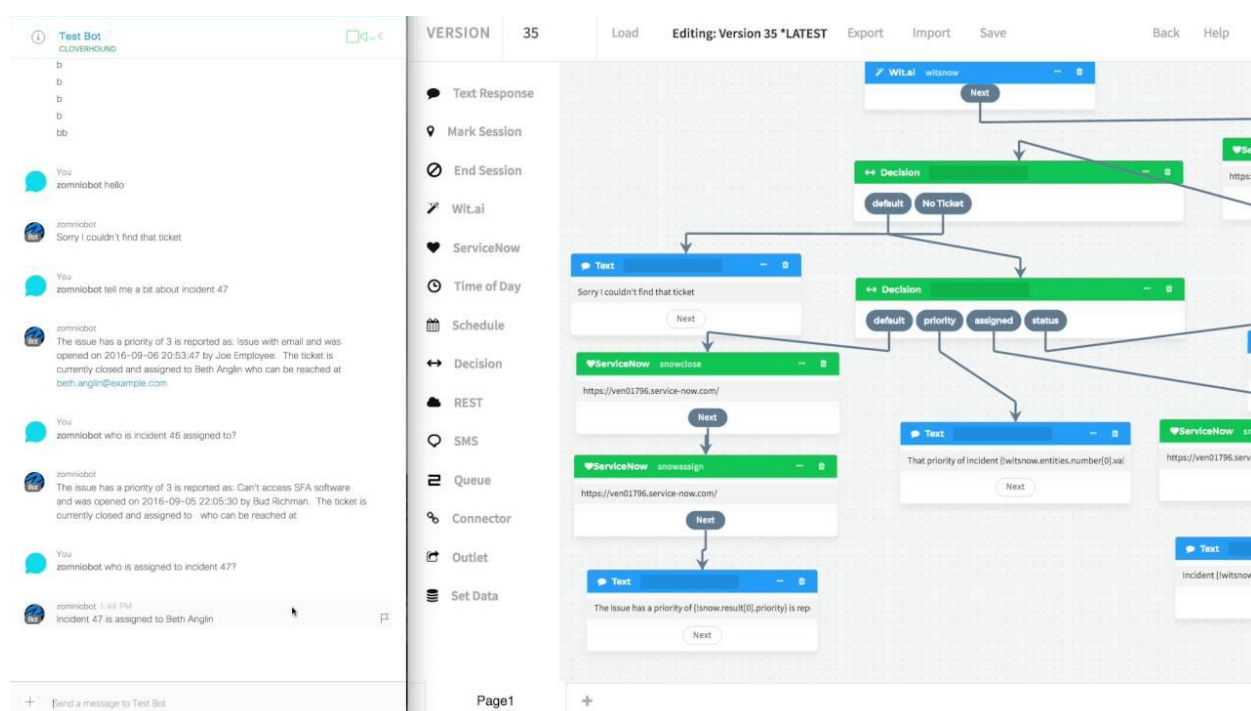 Test Bot
CLOVERHOUND
b
b
b
b
bb
You
zomniobot hello
zomniobot
Sorry I couldn't find that ticket
You
zomniobot tell me a bit about incident 47
zomniobot
The issue has a priority of 3 is reported as: Issue with email and was
opened on 2016-09-06 20:53:47 by Joe Employee. The ticket is
currently closed and assigned to Beth Anglin who can be reached at
beth.anglin@example.com
You
zomniobot who is incident 46 assigned to?
zomniobot
The issue has a priority of 3 is reported as: Can't access SFA software
and was opened on 2016-09-05 22:05:30 by Bud Richman. The ticket is
currently closed and assigned to who can be reached at
You
zomniobot who is assigned to incident 47?
zomniobot 1:44 PM
Incident 47 is assigned to Beth Anglin
Send a message to Test Bot
VERSION 35 Load Editing: Version 35 *LATEST Export Import Save Back Help
Text Response
Mark Session
End Session
Wit.ai
ServiceNow
Time of Day
Schedule
Decision
REST
SMS
Queue
Connector
Outlet
Set Data
Wit.ai witsnow
Next
Decision
default No Ticket
Text
Sorry I couldn't find that ticket
Next
Decision
default priority assigned status
ServiceNow snowclose
https://ven01796.service-now.com/
Next
ServiceNow snowassign
https://ven01796.service-now.com/
Next
Text
The issue has a priority of {!snow.result[0].priority} is rep
Next
Text
That priority of incident {!witsnow.entities.number[0].val
Next
Se
https:
ServiceNow sn
https://ven01796.serv
Text
Incident {!witsnow
Page1